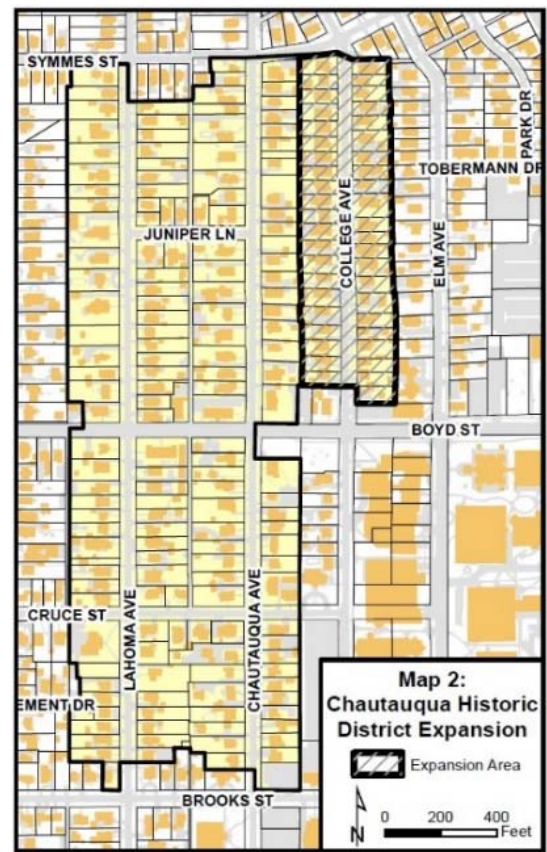 SYMMES ST
PARK DR
TOBERMANN DR
JUNIPER LN
COLLEGE AVE
ELM AVE
BOYD ST
LAHOMA AVE
CHAUTAUQUA AVE
CRUCE ST
EMENT DR
BROOKS ST
Map 2:
Chautauqua Historic
District Expansion
Expansion Area
N
0 200 400
Feet